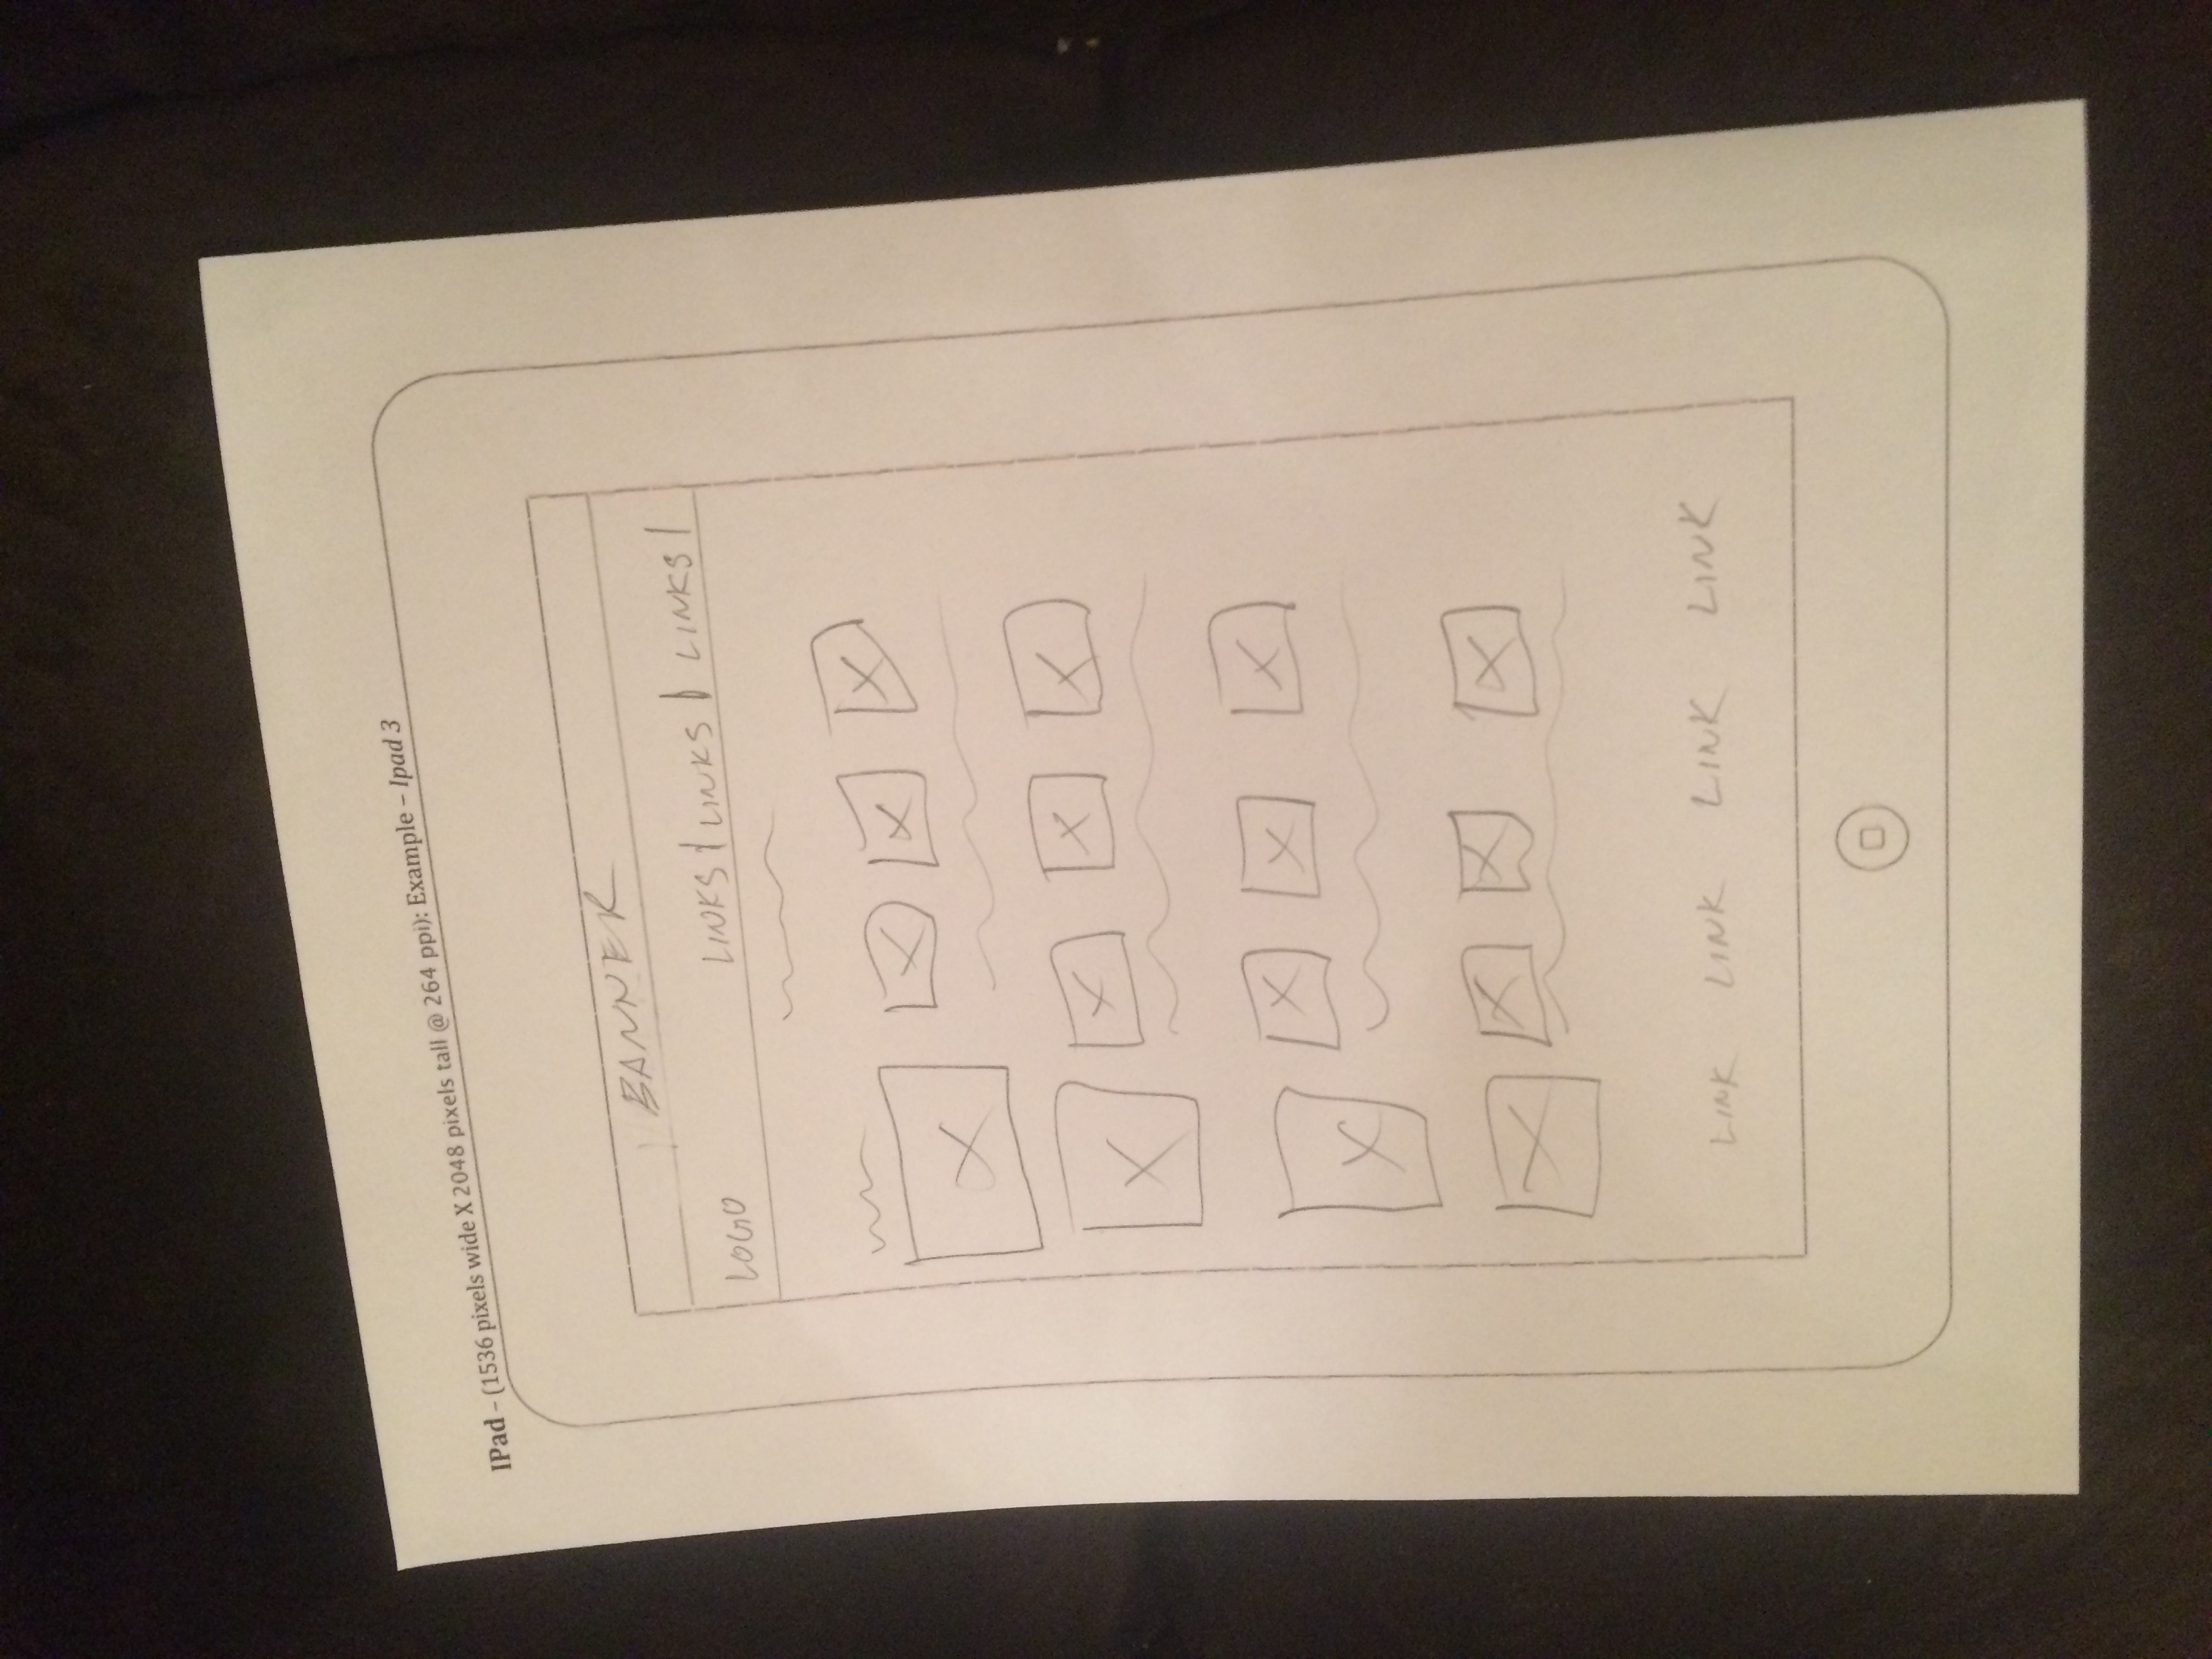 IPad – (1536 pixels wide X 2048 pixels tall @ 264 ppi): Example – Ipad 3
BANNER
LOGO LINKS | LINKS | LINKS |
LINK LINK LINK LINK